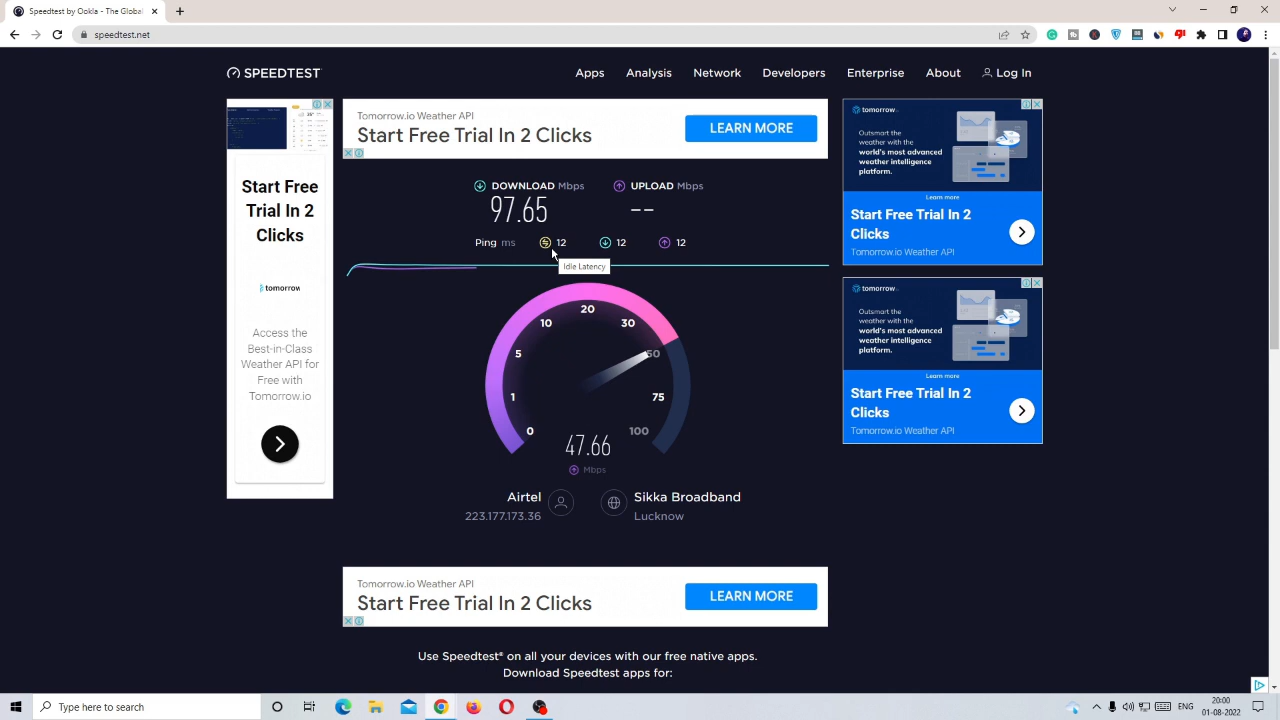 Speedtest by Ookla - The Global
speedtest.net
SPEEDTEST
Apps
Analysis
Network
Developers
Enterprise
About
Log In
Start Free
Trial In 2
Clicks
tomorrow
Access the
Best-in-Class
Weather API for
Free with
Tomorrow.io
Tomorrow.io Weather API
Start Free Trial In 2 Clicks
LEARN MORE
DOWNLOAD Mbps
97.65
UPLOAD Mbps
--
Ping ms
12
12
12
Idle Latency
0
1
5
10
20
30
50
75
100
47.66
Mbps
Airtel
223.177.173.36
Sikka Broadband
Lucknow
Tomorrow.io Weather API
Start Free Trial In 2 Clicks
LEARN MORE
Use Speedtest® on all your devices with our free native apps.
Download Speedtest apps for:
tomorrow
Outsmart the
weather with the
world's most advanced
weather intelligence
platform.
Learn more
Start Free Trial In 2
Clicks
Tomorrow.io Weather API
tomorrow
Outsmart the
weather with the
world's most advanced
weather intelligence
platform.
Learn more
Start Free Trial In 2
Clicks
Tomorrow.io Weather API
Type here to search
ENG
20:00
01-08-2022